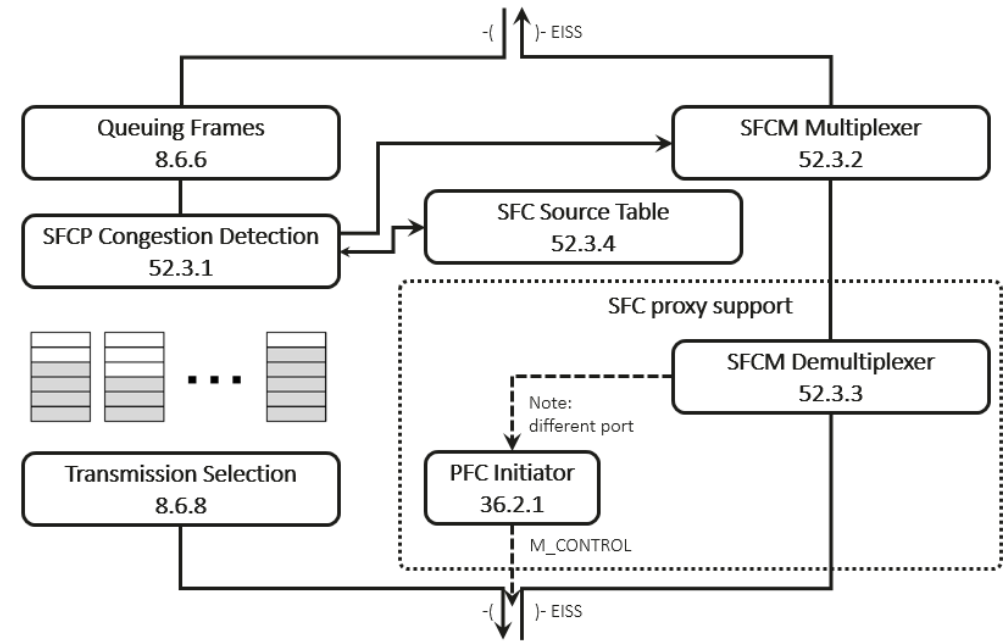 -( )- EISS
Queuing Frames
8.6.6
SFCM Multiplexer
52.3.2
SFCP Congestion Detection
52.3.1
SFC Source Table
52.3.4
SFC proxy support
SFCM Demultiplexer
52.3.3
Note:
different port
Transmission Selection
8.6.8
PFC Initiator
36.2.1
M_CONTROL
-( )- EISS